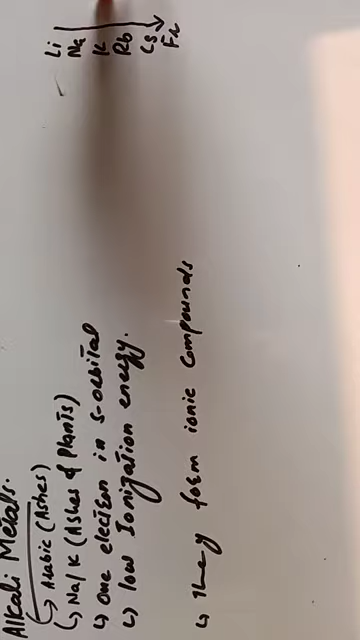 Alkali Metals.
↳ Arabic (Ashes)
↳ Na/K (Ashes of Plants)
↳ One electron in s-orbital
↳ low Ionization energy.
↳ they form ionic compounds
Li
Na
K
Rb
Cs
Fr